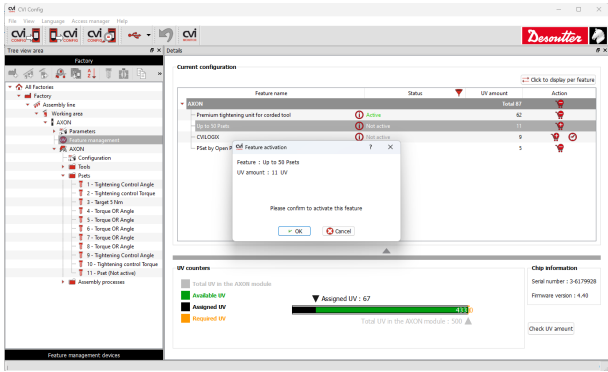 CVI Config
File View Language Access manager Help
cvi CONFIG cvi CONFIG cvi CONFIG cvi
Desoutter
Tree view area
Details
Factory
Current configuration
Click to display per feature
Feature name Status UV amount Action
All Features
Factory
Assembly line
Working area
AXON
Parameters
Feature management
AXON
Configuration
Tools
Psets
1 - Tightening Control Angle
2 - Tightening control Torque
3 - Target 5 Nm
4 - Torque OR Angle
5 - Torque OR Angle
6 - Torque OR Angle
7 - Torque OR Angle
8 - Torque OR Angle
9 - Tightening Control Angle
10 - Tightening control Torque
11 - Pset (Not active)
Assembly processes
Feature management devices
AXON Total 87
Premium tightening unit for corded tool Active 62
Up to 50 Psets Not active 11
CVILOGIX Not active 9
PSet by Open P 5
Feature activation
Feature : Up to 50 Psets
UV amount : 11 UV
Please confirm to activate this feature
OK Cancel
UV counters
Total UV in the AXON module
Available UV
Assigned UV
Required UV
Assigned UV : 67
Total UV in the AXON module : 500
Chip information
Serial number : 3-6179928
Firmware version : 4.40
Check UV amount